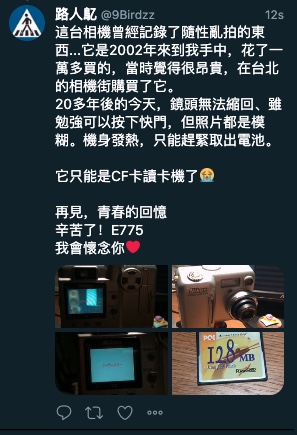 路人駅 @9Birdzz 12s
這台相機曾經記錄了隨性亂拍的東
西...它是2002年來到我手中，花了一
萬多買的，當時覺得很昂貴，在台北
的相機街購買了它。
20多年後的今天，鏡頭無法縮回、雖
勉強可以按下快門，但照片都是模
糊。機身發熱，只能趕緊取出電池。
它只能是CF卡讀卡機了😭
再見，青春的回憶
辛苦了！E775
我會懷念你❤️
128
MB